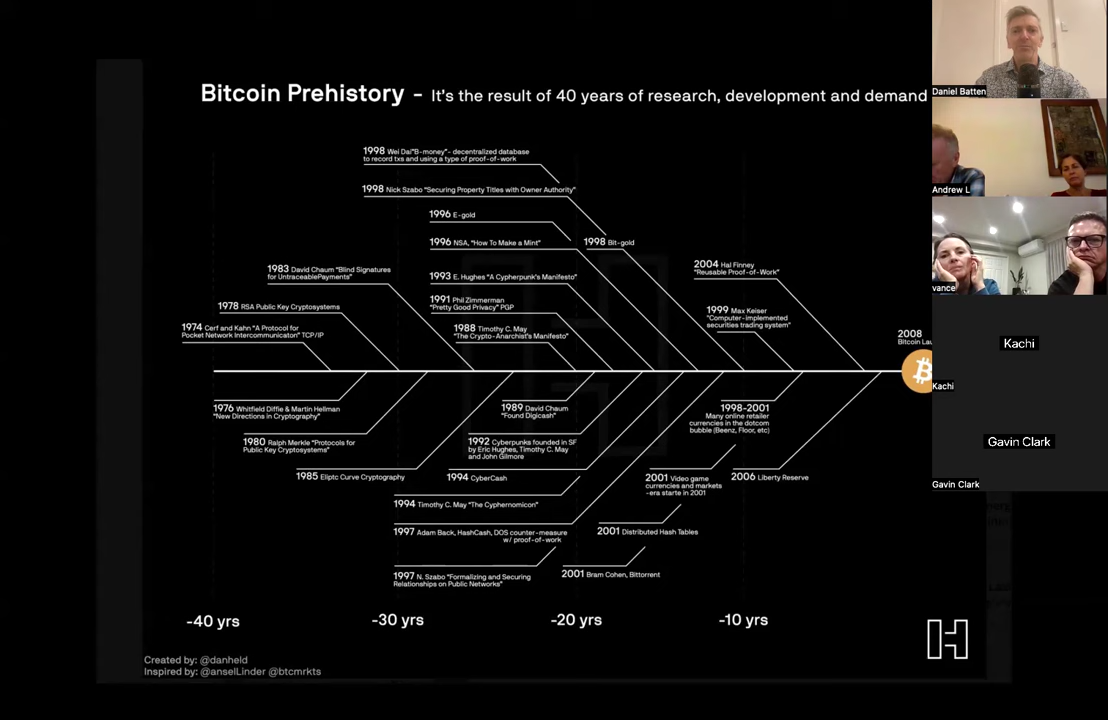 Bitcoin Prehistory - It's the result of 40 years of research, development and demand
1998 Wei Dai"B-money"- decentralized database
to record txs and using a type of proof-of-work
1998 Nick Szabo "Securing Property Titles with Owner Authority"
1996 E-gold
1996 NSA, "How To Make a Mint"
1998 Bit-gold
1983 David Chaum "Blind Signatures
for UntraceablePayments"
1993 E. Hughes "A Cypherpunk's Manifesto"
2004 Hal Finney
"Reusable Proof-of-Work"
1978 RSA Public Key Cryptosystems
1991 Phil Zimmerman
"Pretty Good Privacy" PGP
1999 Max Keiser
"Computer-implemented
securities trading system"
1974 Cerf and Kahn "A Protocol for
Pocket Network Intercommunicaton" TCP/IP
1988 Timothy C. May
"The Crypto-Anarchist's Manifesto"
2008
Bitcoin Lau
1976 Whitfield Diffie & Martin Hellman
"New Directions in Cryptography"
1989 David Chaum
"Found Digicash"
1998-2001
Many online retailer
currencies in the dotcom
bubble (Beenz, Floor, etc)
1980 Ralph Merkle "Protocols for
Public Key Cryptosystems"
1992 Cyberpunks founded in SF
by Eric Hughes, Timothy C. May
and John Gilmore
1985 Eliptc Curve Cryptography
1994 CyberCash
2001 Video game
currencies and markets
-era starte in 2001
2006 Liberty Reserve
1994 Timothy C. May "The Cyphernomicon"
1997 Adam Back, HashCash, DOS counter-measure
w/ proof-of-work
2001 Distributed Hash Tables
1997 N. Szabo "Formalizing and Securing
Relationships on Public Networks"
2001 Bram Cohen, Bittorrent
-40 yrs
-30 yrs
-20 yrs
-10 yrs
Created by: @danheld
Inspired by: @anselLinder @btcmrkts
Daniel Batten
Andrew L
vance
Kachi
Kachi
Gavin Clark
Gavin Clark